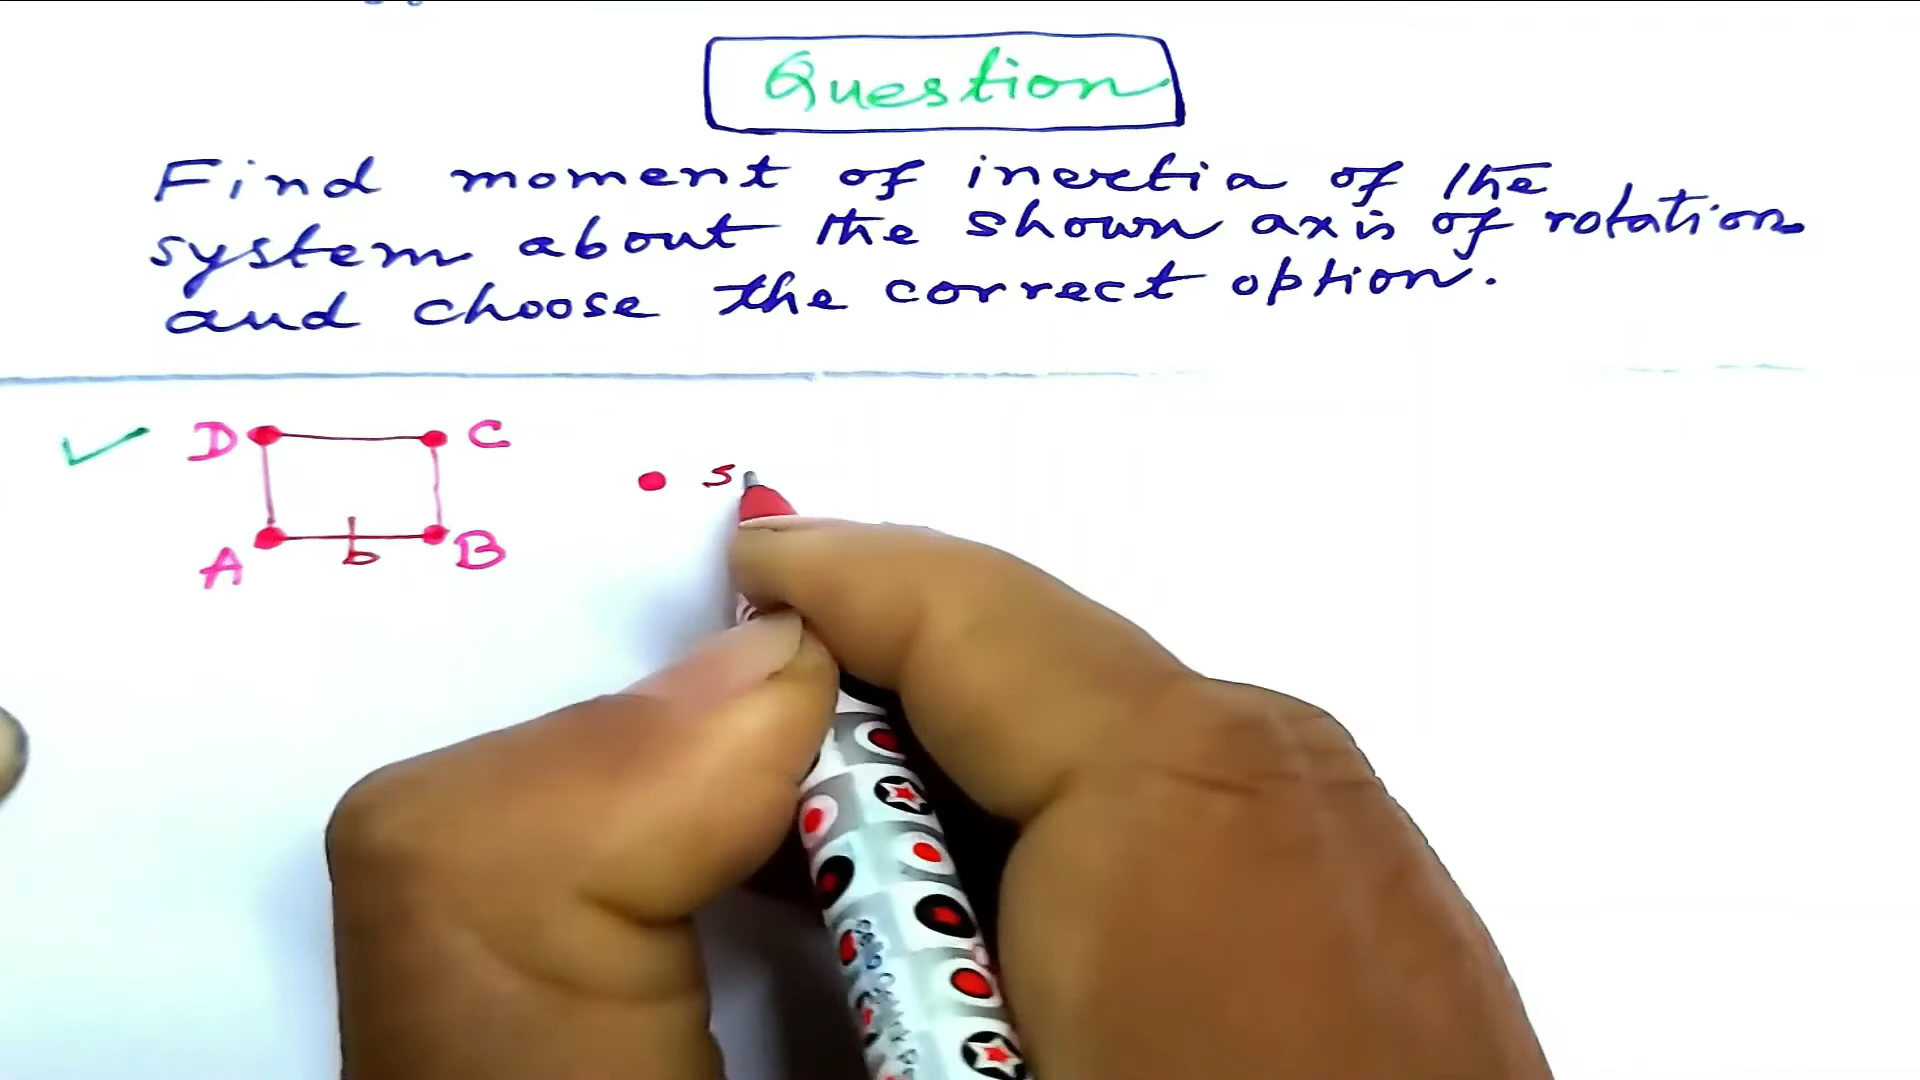 Question
Find moment of inertia of the
system about the shown axis of rotation
and choose the correct option.
D C
s
b
A B